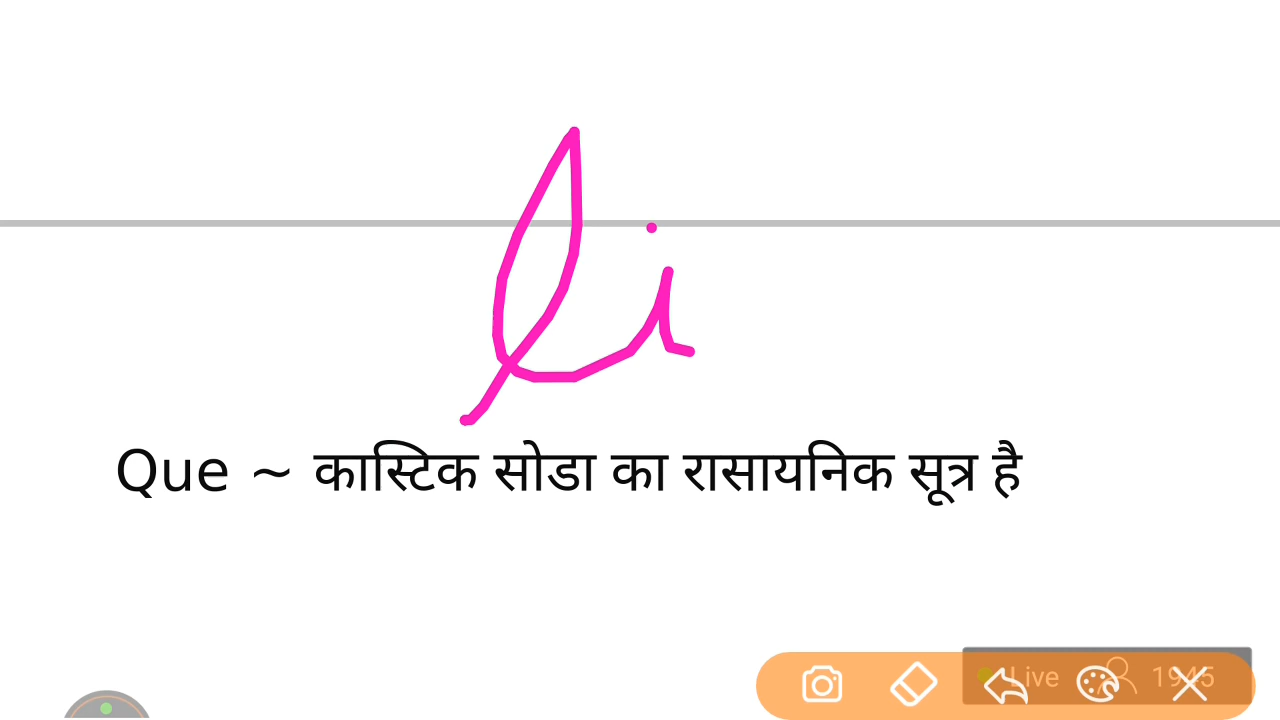 li
Que ~ कास्टिक सोडा का रासायनिक सूत्र है
Live 1945